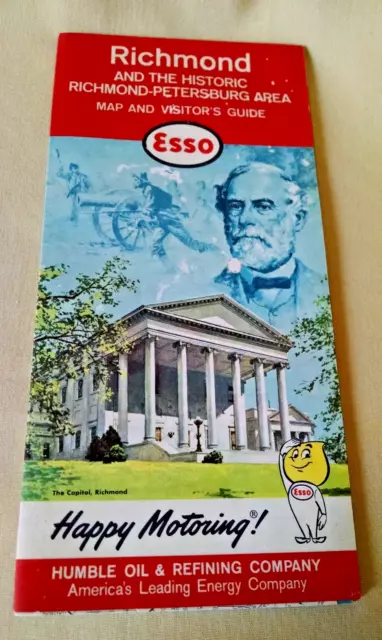 Richmond
AND THE HISTORIC
RICHMOND-PETERSBURG AREA
MAP AND VISITOR'S GUIDE
Esso
The Capitol, Richmond
Esso
Happy Motoring®!
HUMBLE OIL & REFINING COMPANY
America's Leading Energy Company